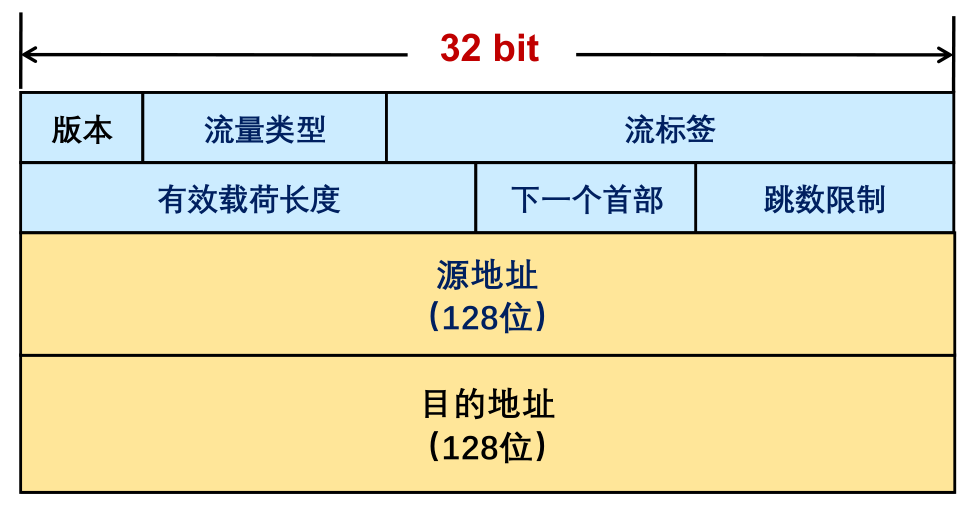 32 bit
版本
流量类型
流标签
有效载荷长度
下一个首部
跳数限制
源地址
(128位)
目的地址
(128位)